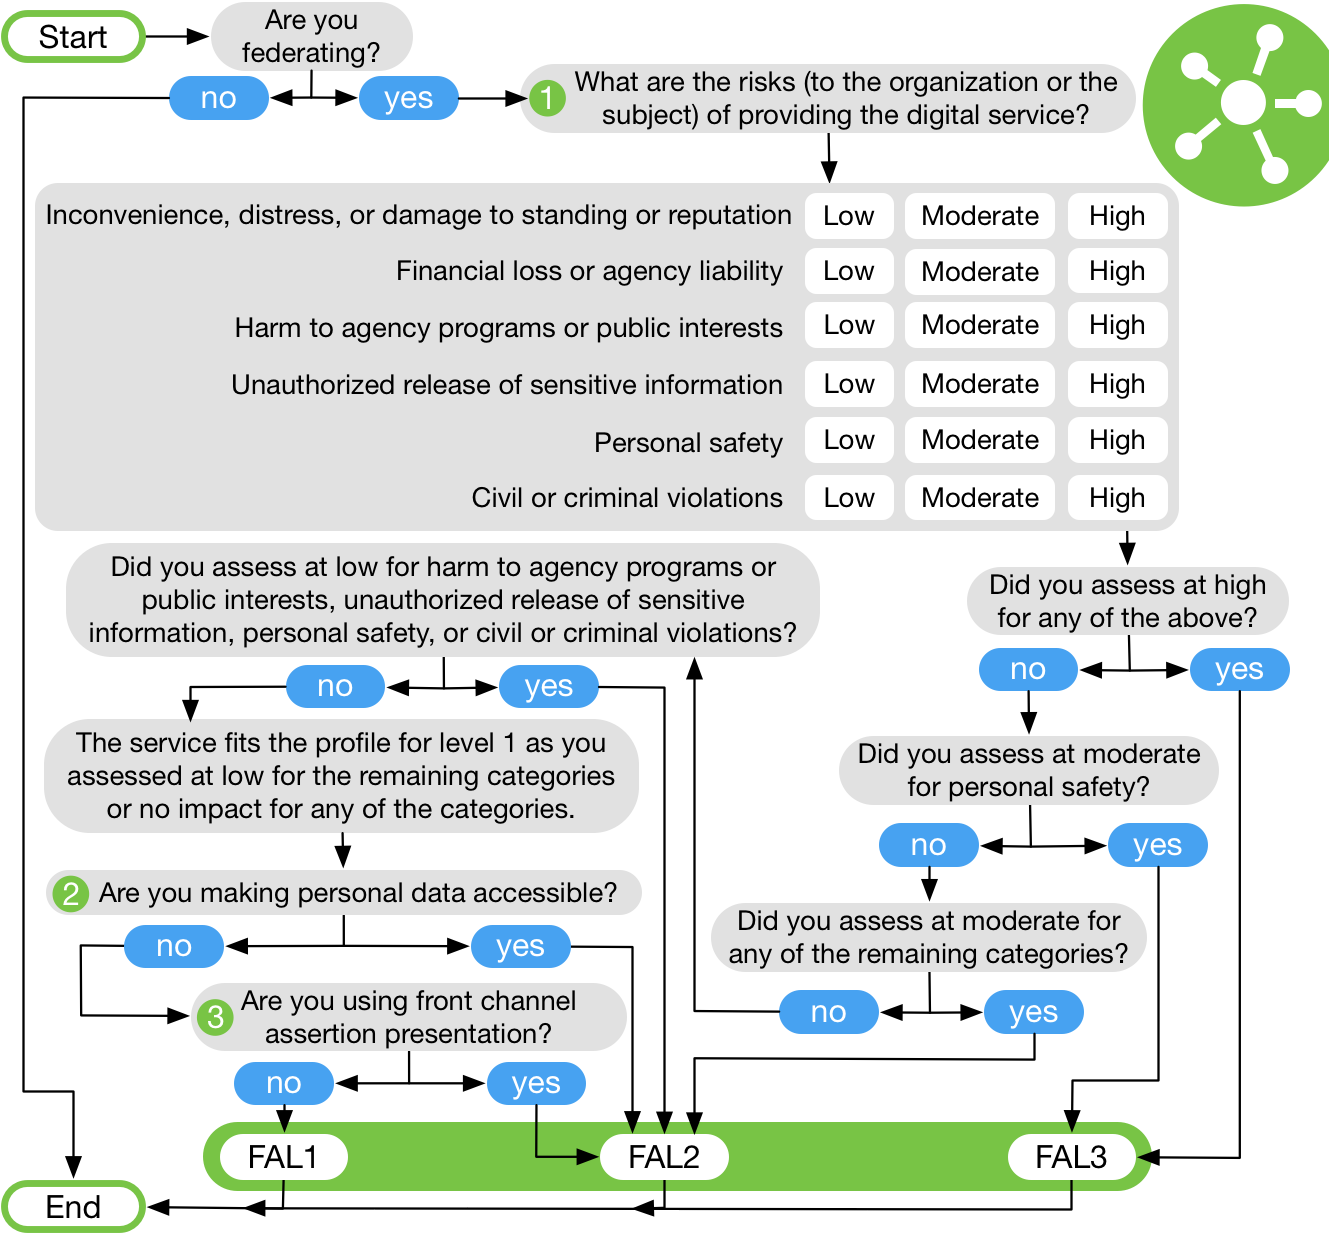 Start
Are you
federating?
no
yes
1
What are the risks (to the organization or the
subject) of providing the digital service?
Inconvenience, distress, or damage to standing or reputation
Low
Moderate
High
Financial loss or agency liability
Low
Moderate
High
Harm to agency programs or public interests
Low
Moderate
High
Unauthorized release of sensitive information
Low
Moderate
High
Personal safety
Low
Moderate
High
Civil or criminal violations
Low
Moderate
High
Did you assess at high
for any of the above?
no
yes
Did you assess at moderate
for personal safety?
no
yes
Did you assess at moderate for
any of the remaining categories?
no
yes
Did you assess at low for harm to agency programs or
public interests, unauthorized release of sensitive
information, personal safety, or civil or criminal violations?
no
yes
The service fits the profile for level 1 as you
assessed at low for the remaining categories
or no impact for any of the categories.
2
Are you making personal data accessible?
no
yes
3
Are you using front channel
assertion presentation?
no
yes
FAL1
FAL2
FAL3
End